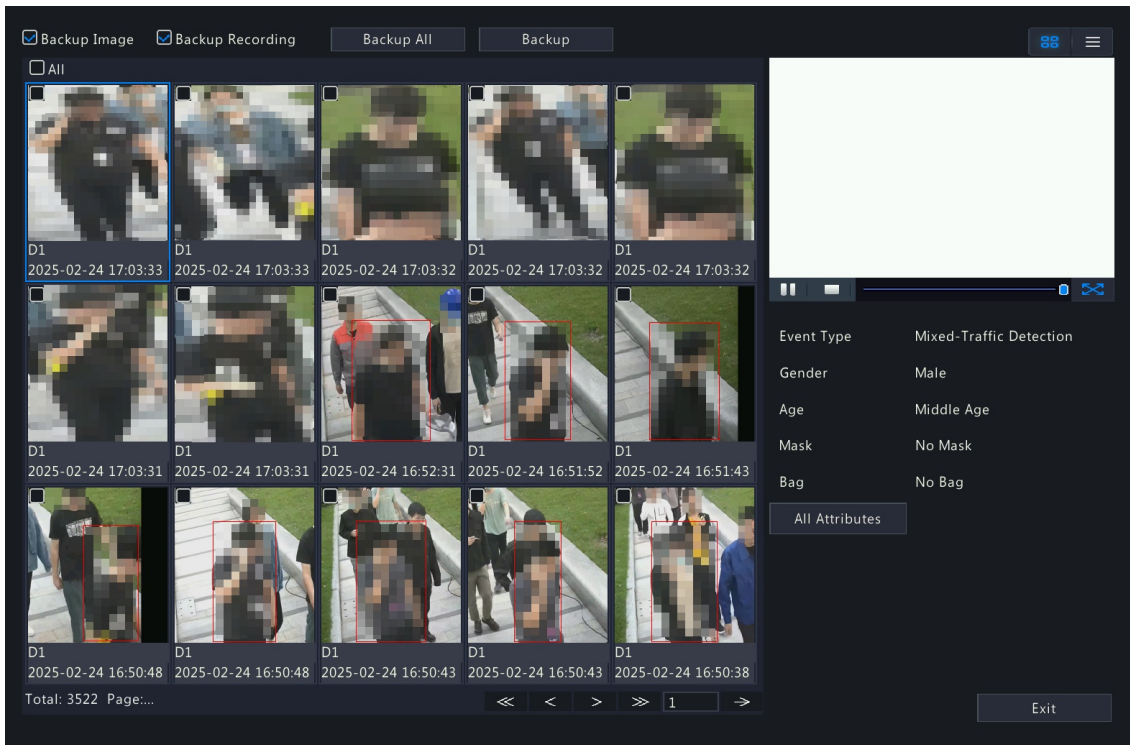 Backup Image Backup Recording Backup All Backup
All
D1 D1 D1 D1 D1
2025-02-24 17:03:33 2025-02-24 17:03:33 2025-02-24 17:03:32 2025-02-24 17:03:32 2025-02-24 17:03:32
D1 D1 D1 D1 D1
2025-02-24 17:03:31 2025-02-24 17:03:31 2025-02-24 16:52:31 2025-02-24 16:51:52 2025-02-24 16:51:43
D1 D1 D1 D1 D1
2025-02-24 16:50:48 2025-02-24 16:50:48 2025-02-24 16:50:43 2025-02-24 16:50:43 2025-02-24 16:50:38
Total: 3522 Page:...
≪ < > ≫ 1 →
Event Type Mixed-Traffic Detection
Gender Male
Age Middle Age
Mask No Mask
Bag No Bag
All Attributes
Exit